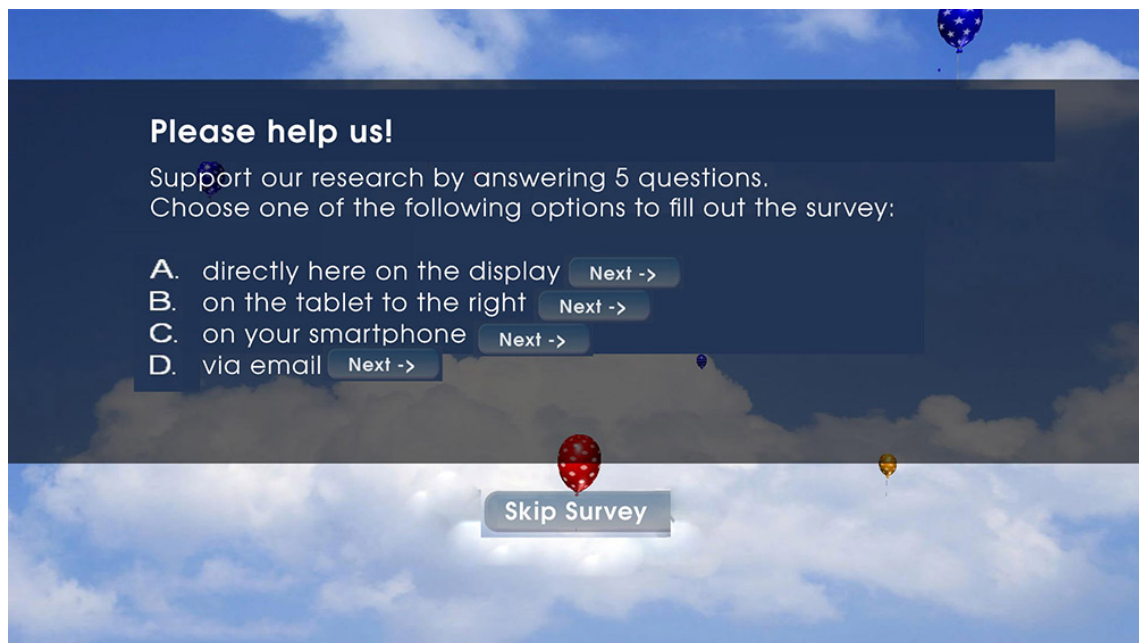 Please help us!
Support our research by answering 5 questions.
Choose one of the following options to fill out the survey:
A. directly here on the display Next ->
B. on the tablet to the right Next ->
C. on your smartphone Next ->
D. via email Next ->
Skip Survey